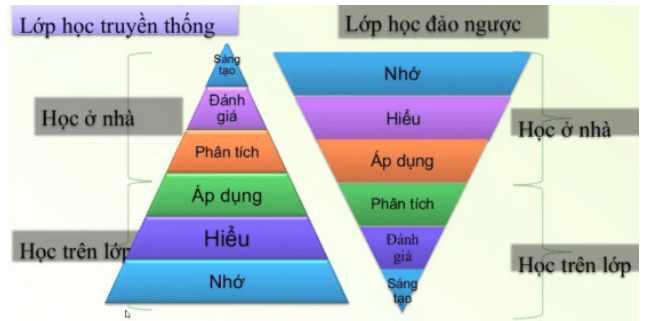 Lớp học truyền thống
Lớp học đảo ngược
Học ở nhà
Học trên lớp
Sáng
tạo
Đánh
giá
Phân tích
Áp dụng
Hiểu
Nhớ
Nhớ
Hiểu
Áp dụng
Phân tích
Đánh
giá
Sáng
tạo
Học ở nhà
Học trên lớp